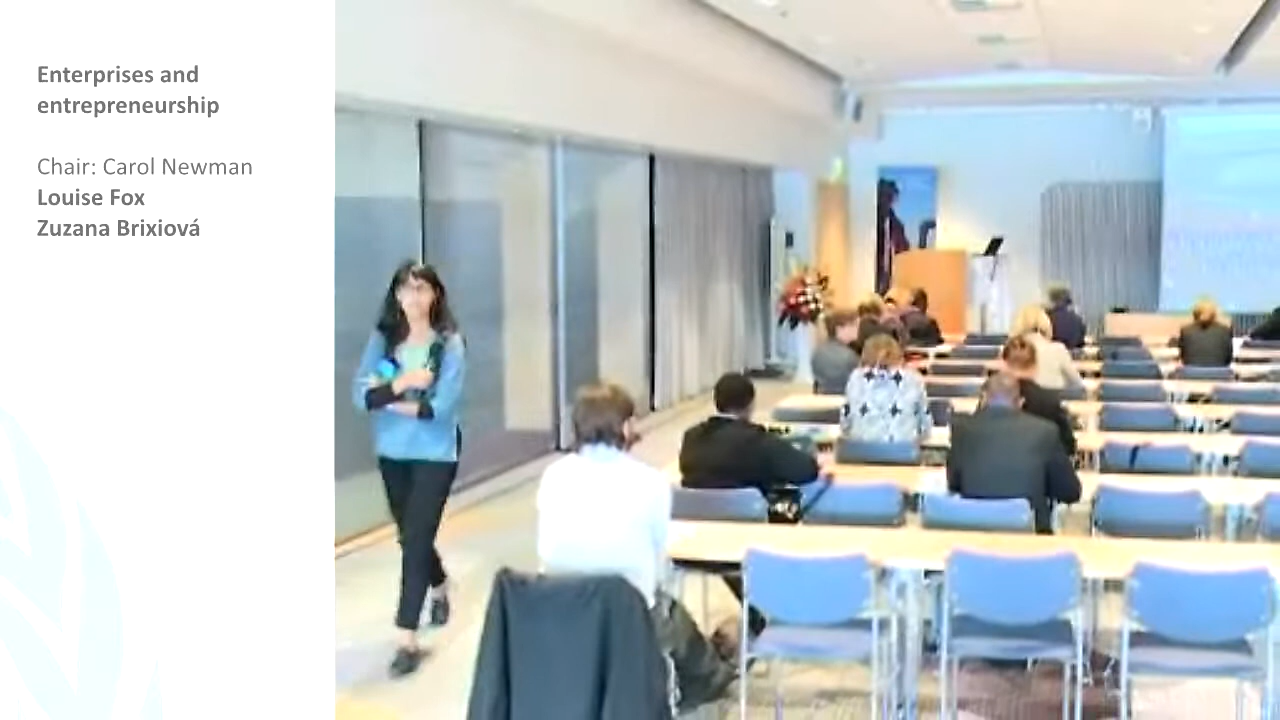 Enterprises and
entrepreneurship
Chair: Carol Newman
Louise Fox
Zuzana Brixiová